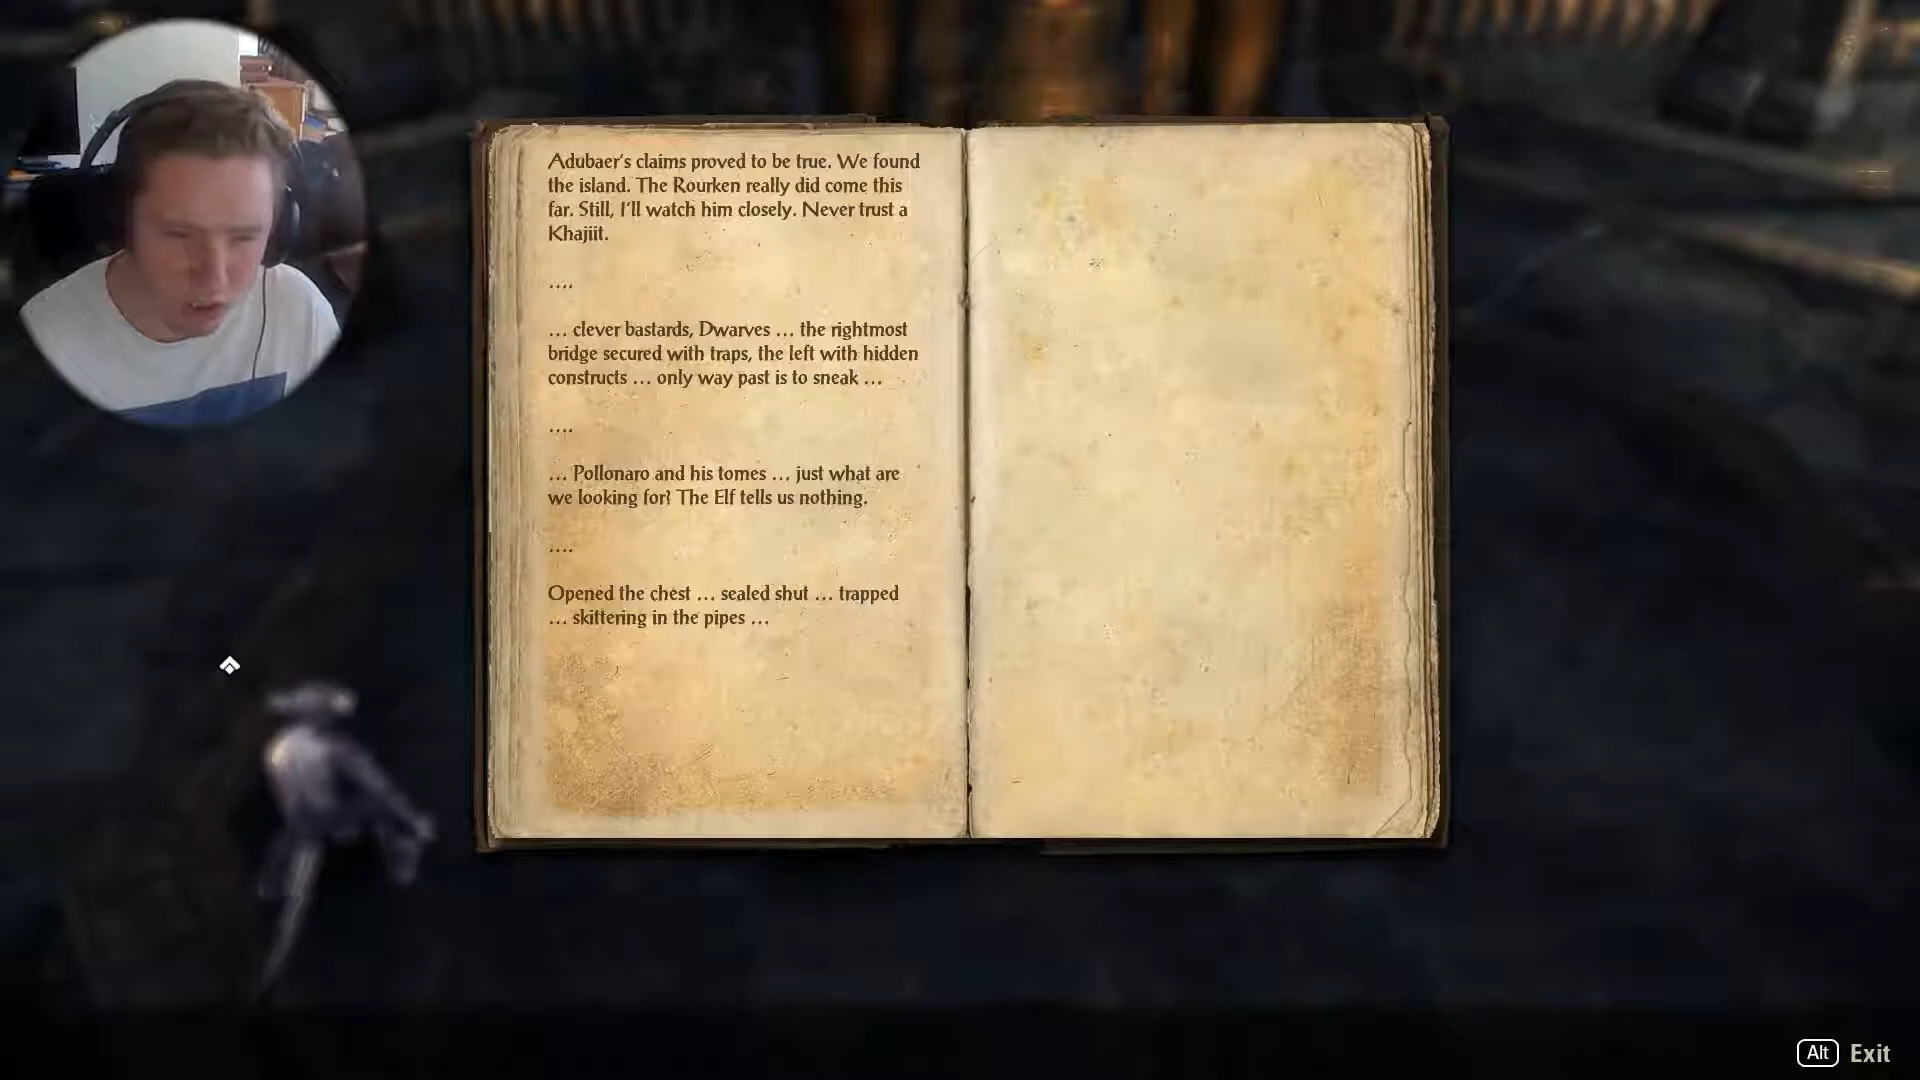 Adubaer's claims proved to be true. We found
the island. The Rourken really did come this
far. Still, I'll watch him closely. Never trust a
Khajiit.
....
... clever bastards, Dwarves ... the rightmost
bridge secured with traps, the left with hidden
constructs ... only way past is to sneak ...
....
... Pollonaro and his tomes ... just what are
we looking for? The Elf tells us nothing.
....
Opened the chest ... sealed shut ... trapped
... skittering in the pipes ...
Alt Exit